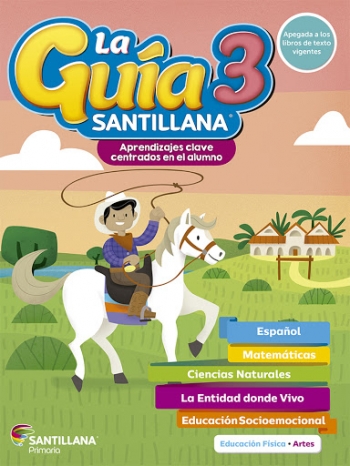 La
Guía 3
SANTILLANA®
Aprendizajes clave
centrados en el alumno
Apegada a los
libros de texto
vigentes
Español
Matemáticas
Ciencias Naturales
La Entidad donde Vivo
Educación Socioemocional
Educación Física • Artes
SANTILLANA
Primaria